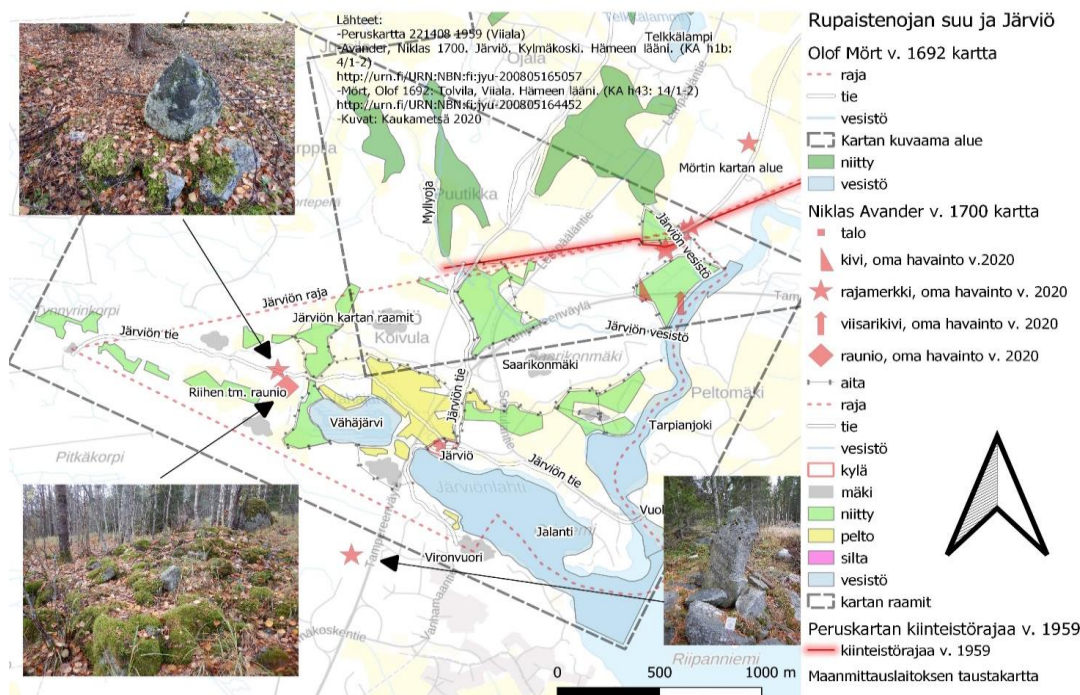 Lähteet:
-Peruskartta 221408 1959 (Viiala)
-Avander, Niklas 1700. Järviö. Kylmäkoski. Hämeen lääni. (KA h1b:
4/1-2)
http://urn.fi/URN:NBN:fi:jyu-200805165057
-Mört, Olof 1692: Tolvila, Viiala. Hämeen lääni. (KA h43: 14/1-2)
http://urn.fi/URN:NBN:fi:jyu-200805164452
-Kuvat: Kaukametsä 2020
Telkkälampi
Ojala
Mörtin kartan alue
Puutikka
Myllyoja
Järviön vesistö
Järviön raja
Järviön kartan raamit
Koivula
Järviön tie
Järviön vesistö
Saarikonmäki
Saarikonmäki
Peltomäki
Riihen tm. raunio
Vähäjärvi
Järviön tie
Tarpianjoki
Järviö
Pitkäkorpi
Järviönlahti
Järviön tie
Jalanti
Vironvuori
Riipanniemi
0 500 1000 m
Rupaistenojan suu ja Järviö
Olof Mört v. 1692 kartta
raja
tie
vesistö
Kartan kuvaama alue
niitty
vesistö
Niklas Avander v. 1700 kartta
talo
kivi, oma havainto v.2020
rajamerkki, oma havainto v. 2020
viisarikivi, oma havainto v. 2020
raunio, oma havainto v. 2020
aita
raja
tie
vesistö
kylä
mäki
niitty
pelto
silta
vesistö
kartan raamit
Peruskartan kiinteistörajaa v. 1959
kiinteistörajaa v. 1959
Maanmittauslaitoksen taustakartta